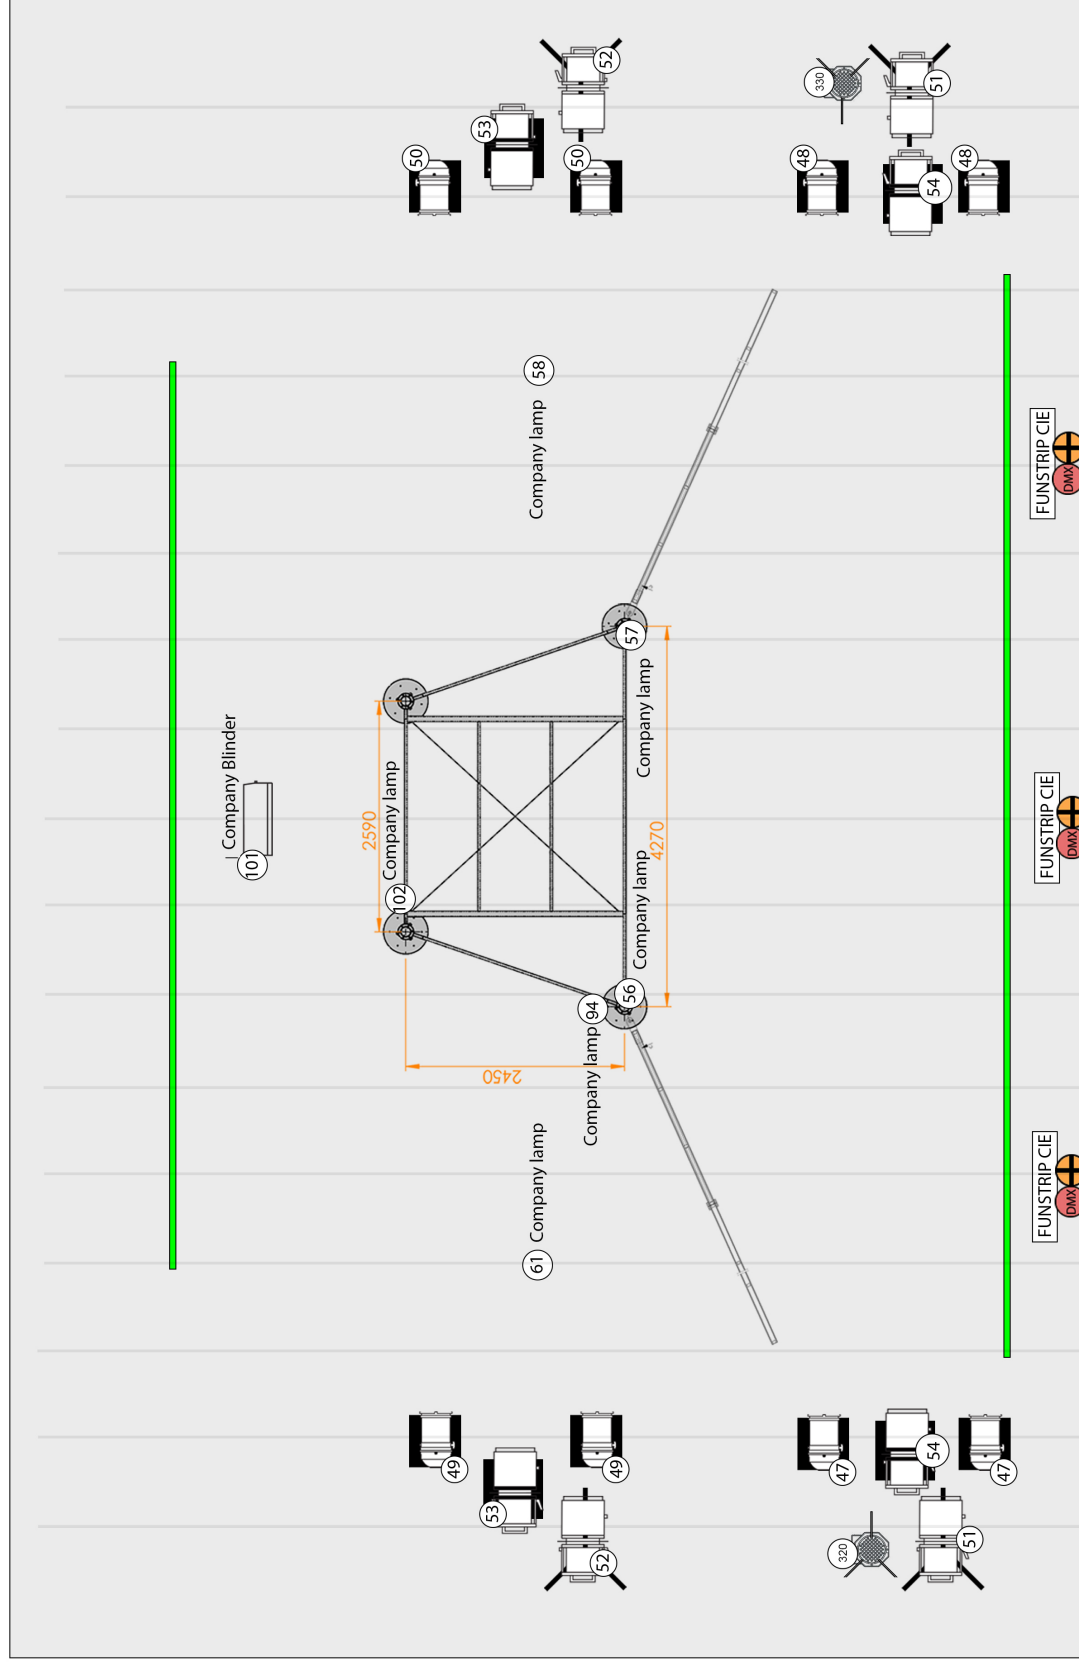 52
330
51
53
50
50
48
48
54
58
Company lamp
FUNSTRIP CIE
DMX
57
Company lamp
Company Blinder
101
2590
Company lamp
102
4270
Company lamp
FUNSTRIP CIE
DMX
94
56
Company lamp
2450
Company lamp
61
FUNSTRIP CIE
DMX
49
49
47
54
47
53
52
320
51